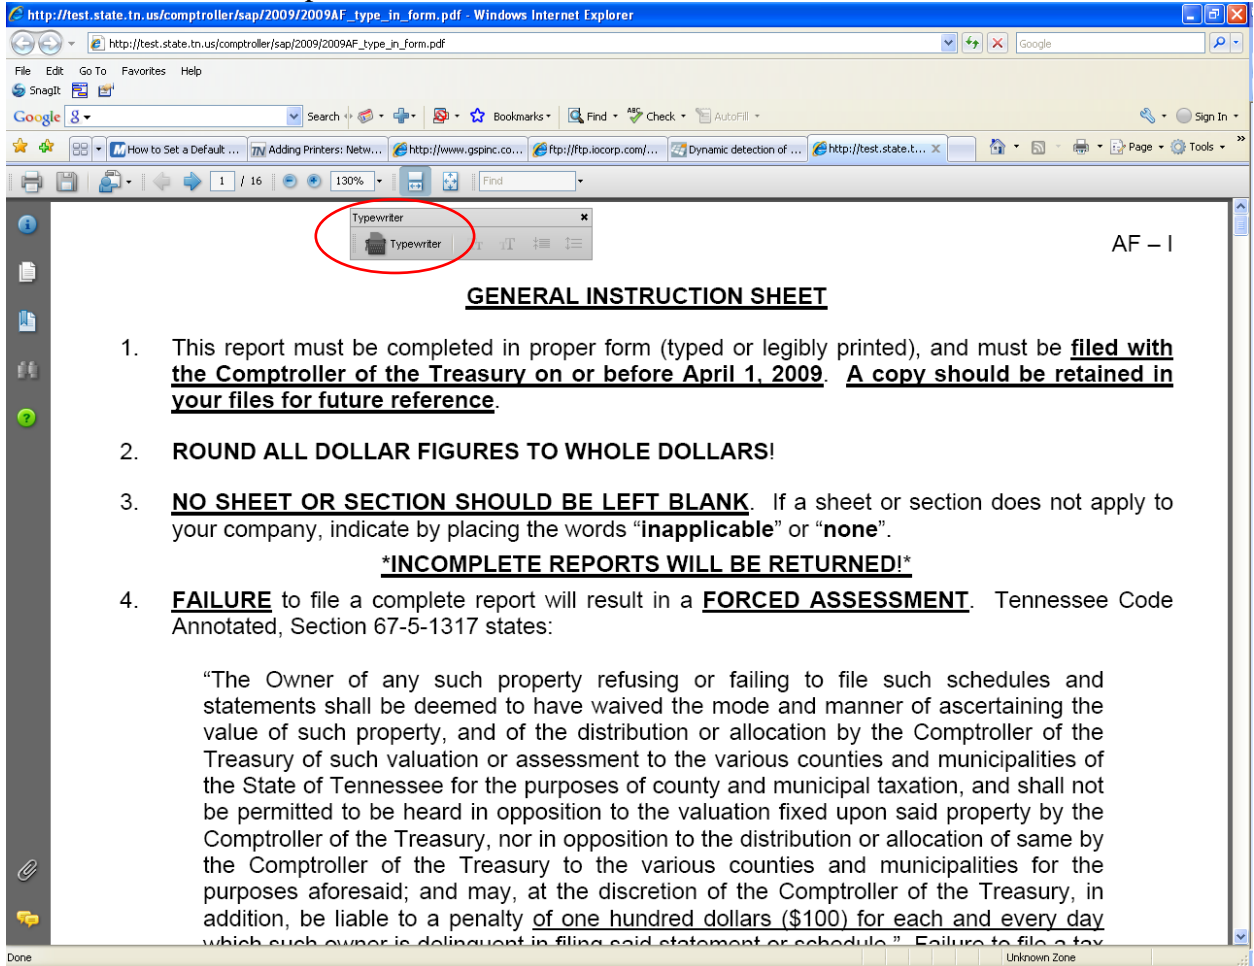 http://test.state.tn.us/comptroller/sap/2009/2009AF_type_in_form.pdf - Windows Internet Explorer
http://test.state.tn.us/comptroller/sap/2009/2009AF_type_in_form.pdf Google
File Edit Go To Favorites Help
SnagIt
Google Search Bookmarks Find Check AutoFill Sign In
How to Set a Default ... Adding Printers: Netw... http://www.gspinc.co... ftp://ftp.iocorp.com/... Dynamic detection of ... http://test.state.t... Page Tools
1 / 16 130% Find
Typewriter
Typewriter
AF – I
GENERAL INSTRUCTION SHEET
1. This report must be completed in proper form (typed or legibly printed), and must be filed with
the Comptroller of the Treasury on or before April 1, 2009. A copy should be retained in
your files for future reference.
2. ROUND ALL DOLLAR FIGURES TO WHOLE DOLLARS!
3. NO SHEET OR SECTION SHOULD BE LEFT BLANK. If a sheet or section does not apply to
your company, indicate by placing the words “inapplicable” or “none”.
*INCOMPLETE REPORTS WILL BE RETURNED!*
4. FAILURE to file a complete report will result in a FORCED ASSESSMENT. Tennessee Code
Annotated, Section 67-5-1317 states:
“The Owner of any such property refusing or failing to file such schedules and
statements shall be deemed to have waived the mode and manner of ascertaining the
value of such property, and of the distribution or allocation by the Comptroller of the
Treasury of such valuation or assessment to the various counties and municipalities of
the State of Tennessee for the purposes of county and municipal taxation, and shall not
be permitted to be heard in opposition to the valuation fixed upon said property by the
Comptroller of the Treasury, nor in opposition to the distribution or allocation of same by
the Comptroller of the Treasury to the various counties and municipalities for the
purposes aforesaid; and may, at the discretion of the Comptroller of the Treasury, in
addition, be liable to a penalty of one hundred dollars ($100) for each and every day
which such owner is delinquent in filing said statement or schedule.” Failure to file a tax
Done Unknown Zone